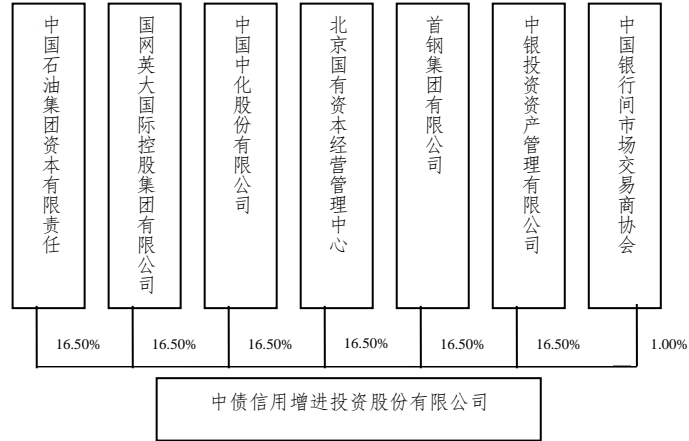 中国石油集团资本有限责任
国网英大国际控股集团有限公司
中国中化股份有限公司
北京国有资本经营管理中心
首钢集团有限公司
中银投资资产管理有限公司
中国银行间市场交易商协会
16.50%
16.50%
16.50%
16.50%
16.50%
16.50%
1.00%
中债信用增进投资股份有限公司